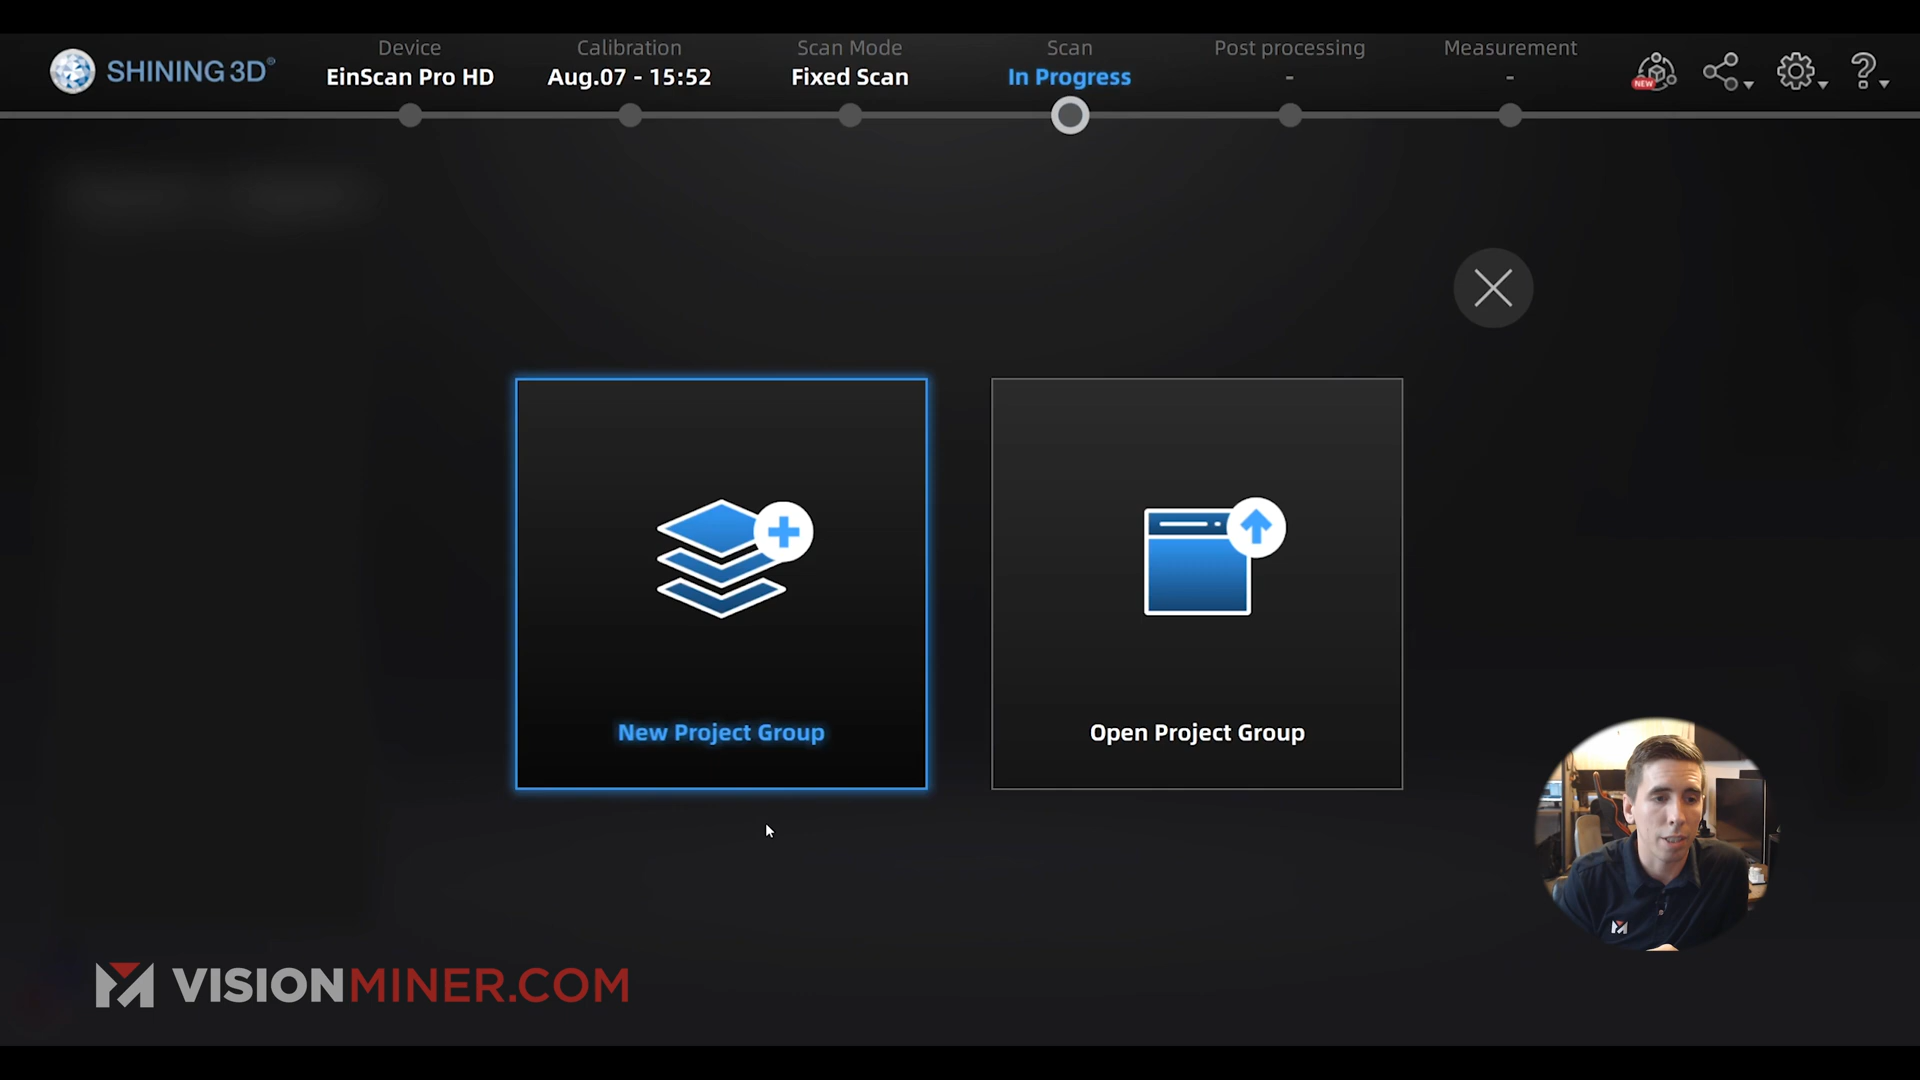 SHINING 3D®
Device
EinScan Pro HD
Calibration
Aug.07 - 15:52
Scan Mode
Fixed Scan
Scan
In Progress
Post processing
-
Measurement
-
NEW
?
New Project Group
Open Project Group
VISIONMINER.COM